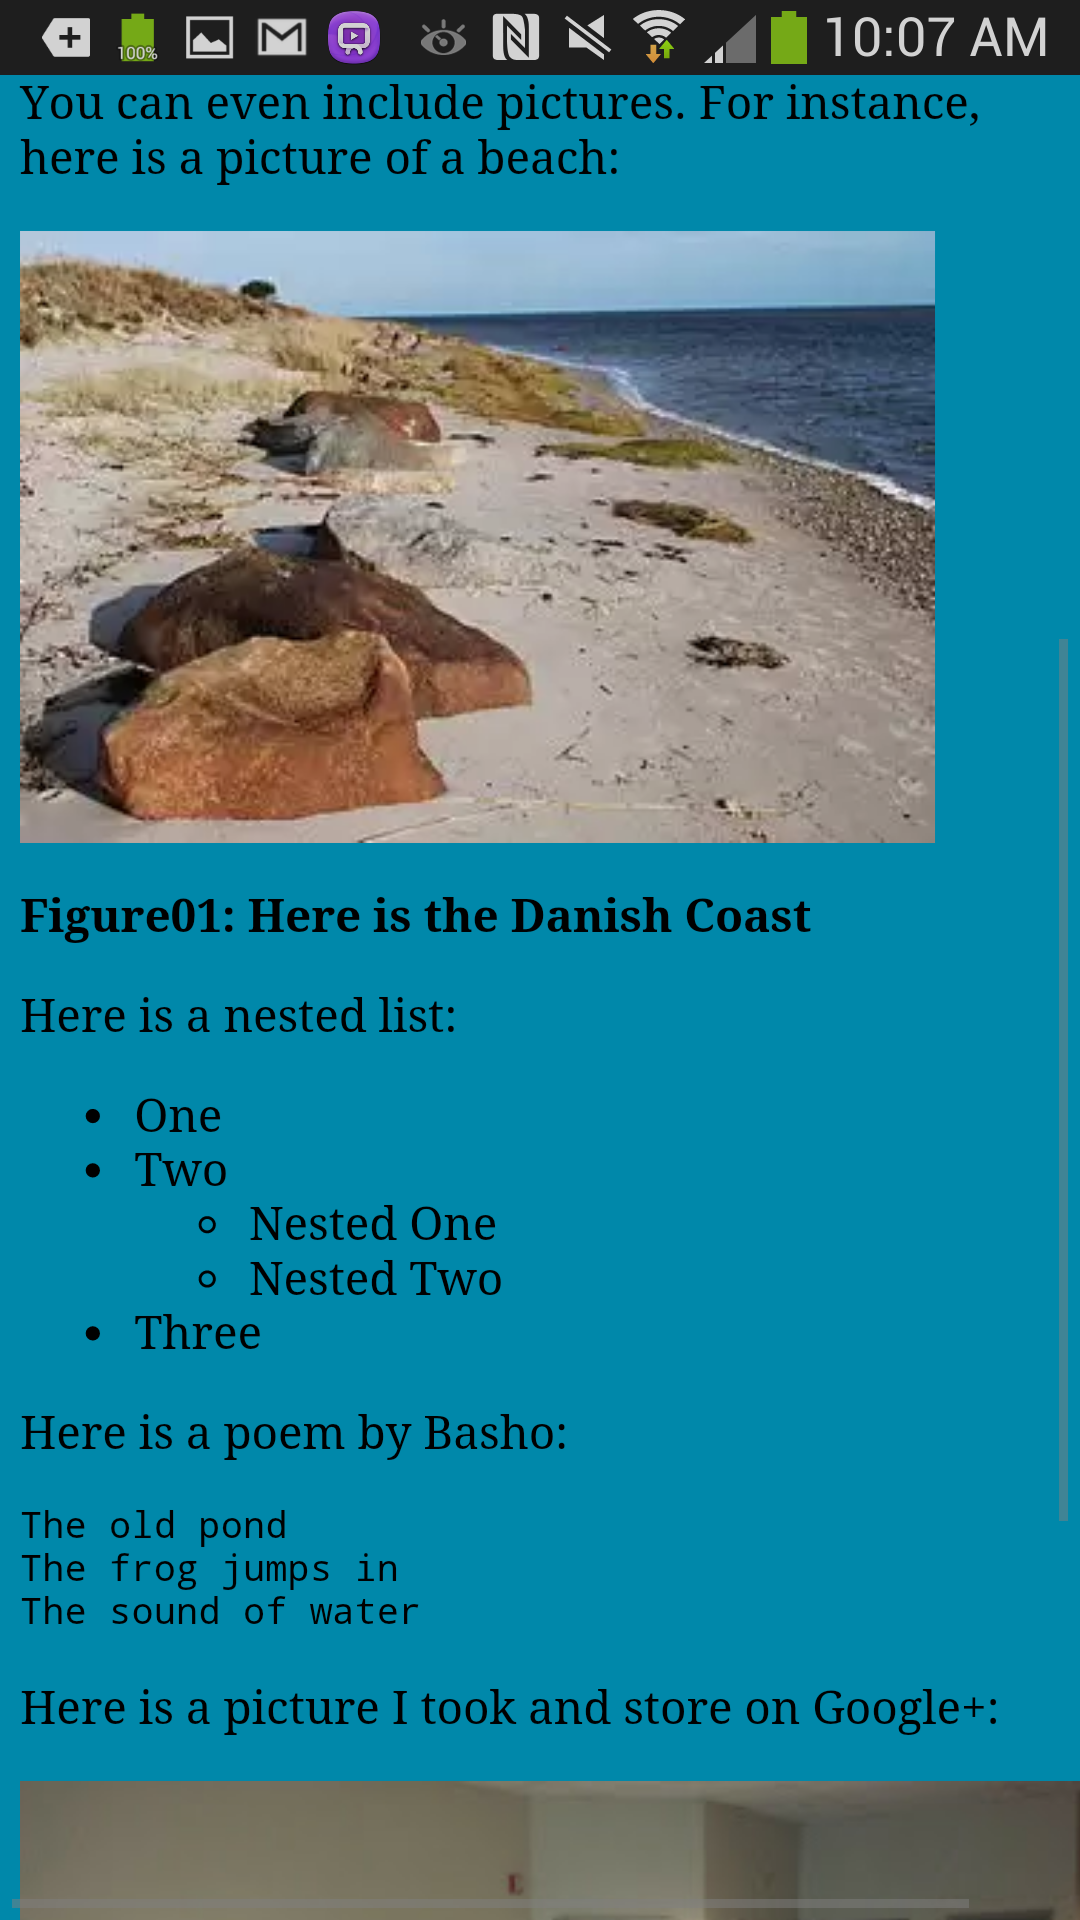 100%
10:07 AM
You can even include pictures. For instance,
here is a picture of a beach:
Figure01: Here is the Danish Coast
Here is a nested list:
• One
• Two
◦ Nested One
◦ Nested Two
• Three
Here is a poem by Basho:
The old pond
The frog jumps in
The sound of water
Here is a picture I took and store on Google+: